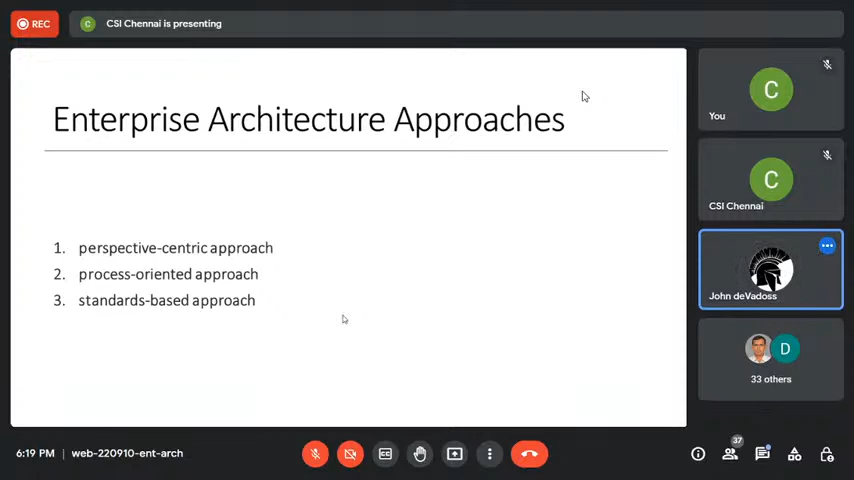 REC
C
CSI Chennai is presenting
Enterprise Architecture Approaches
1. perspective-centric approach
2. process-oriented approach
3. standards-based approach
C
You
C
CSI Chennai
John deVadoss
D
33 others
6:19 PM | web-220910-ent-arch
CC
37